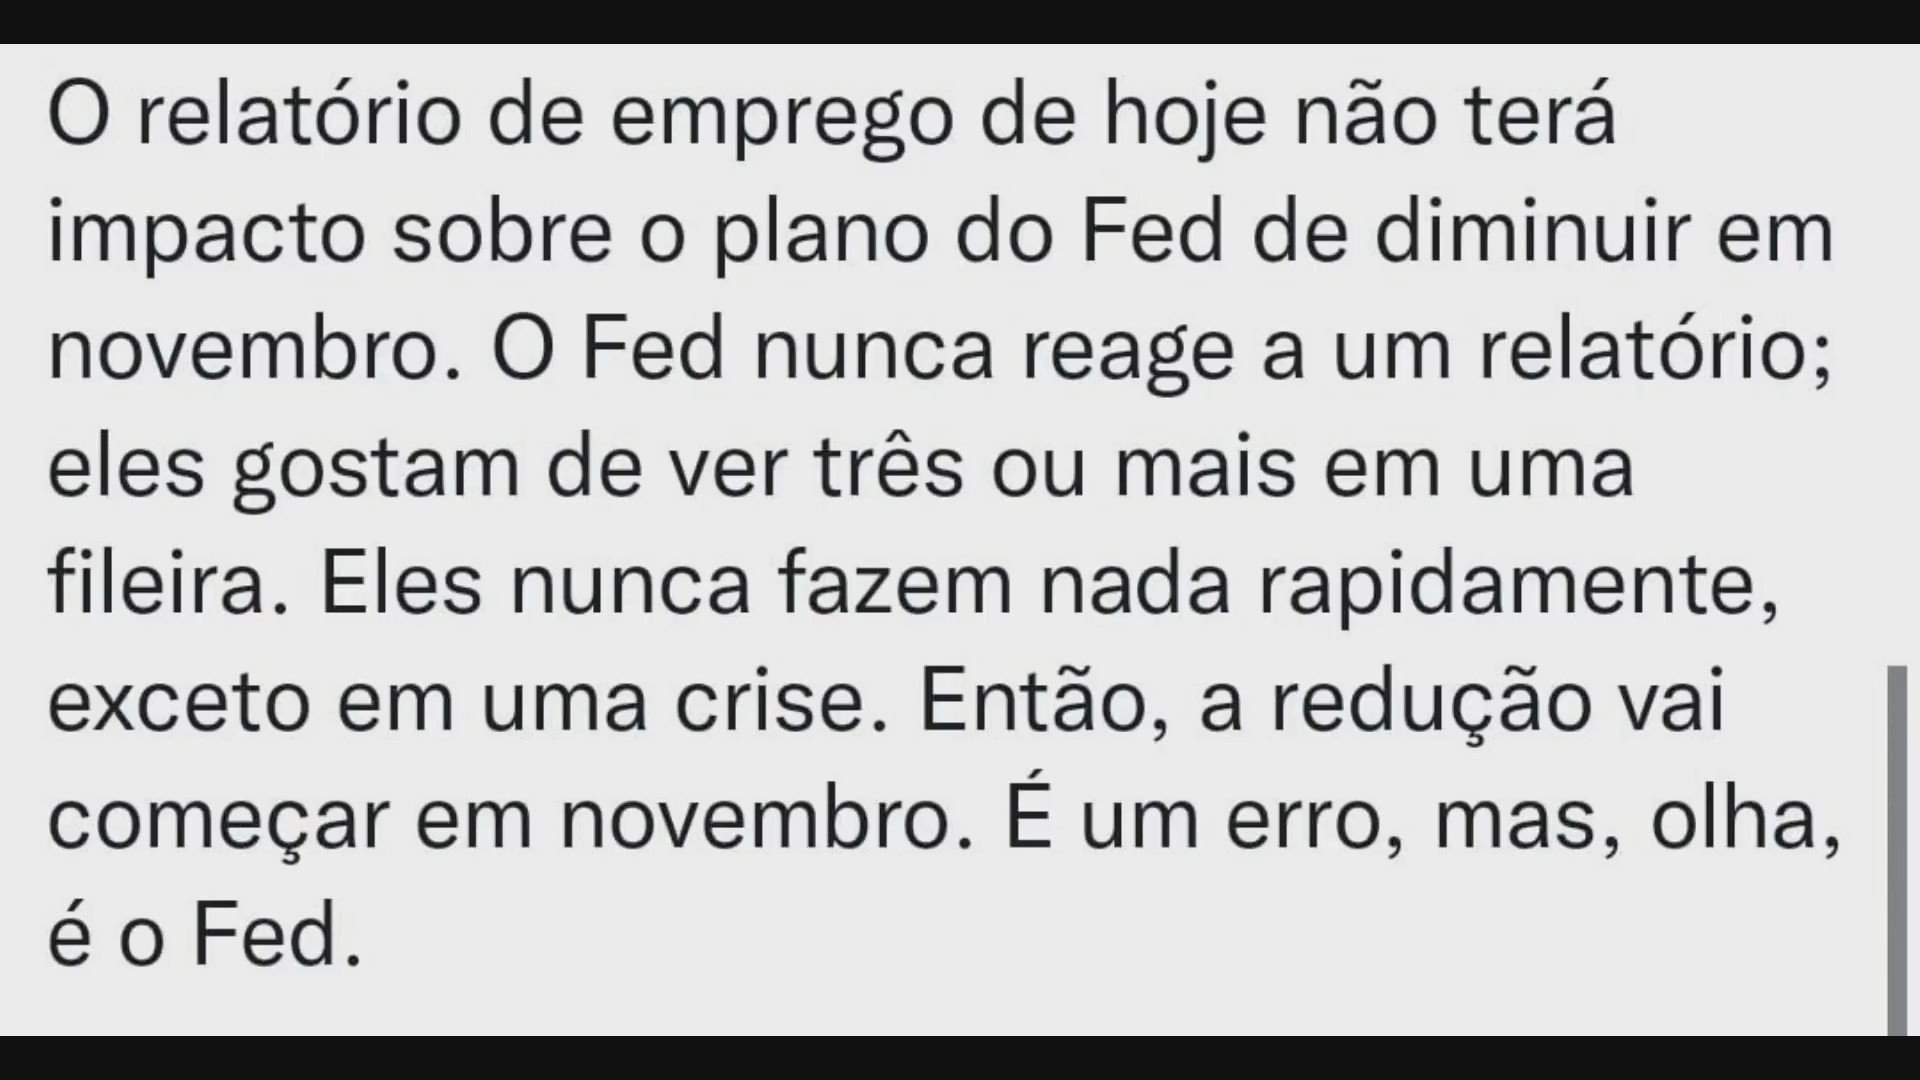 O relatório de emprego de hoje não terá
impacto sobre o plano do Fed de diminuir em
novembro. O Fed nunca reage a um relatório;
eles gostam de ver três ou mais em uma
fileira. Eles nunca fazem nada rapidamente,
exceto em uma crise. Então, a redução vai
começar em novembro. É um erro, mas, olha,
é o Fed.